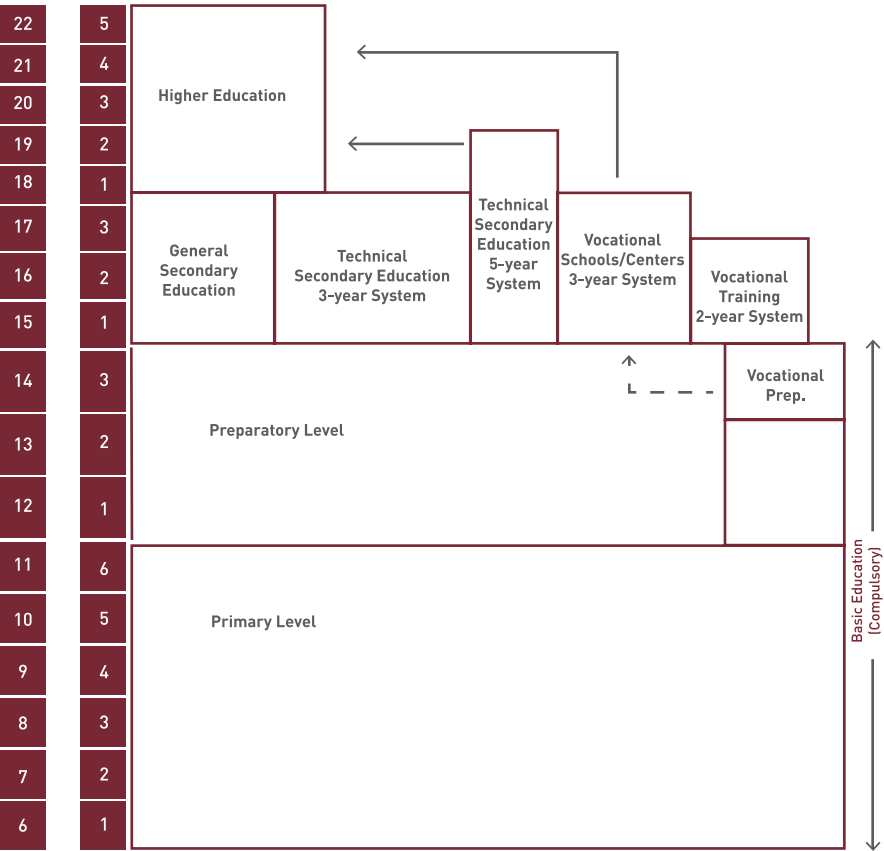 22 5
21 4
20 3
19 2
18 1
17 3
16 2
15 1
14 3
13 2
12 1
11 6
10 5
9 4
8 3
7 2
6 1
Higher Education
General
Secondary
Education
Technical
Secondary Education
3-year System
Technical
Secondary
Education
5-year
System
Vocational
Schools/Centers
3-year System
Vocational
Training
2-year System
Vocational
Prep.
Preparatory Level
Primary Level
Basic Education
(Compulsory)